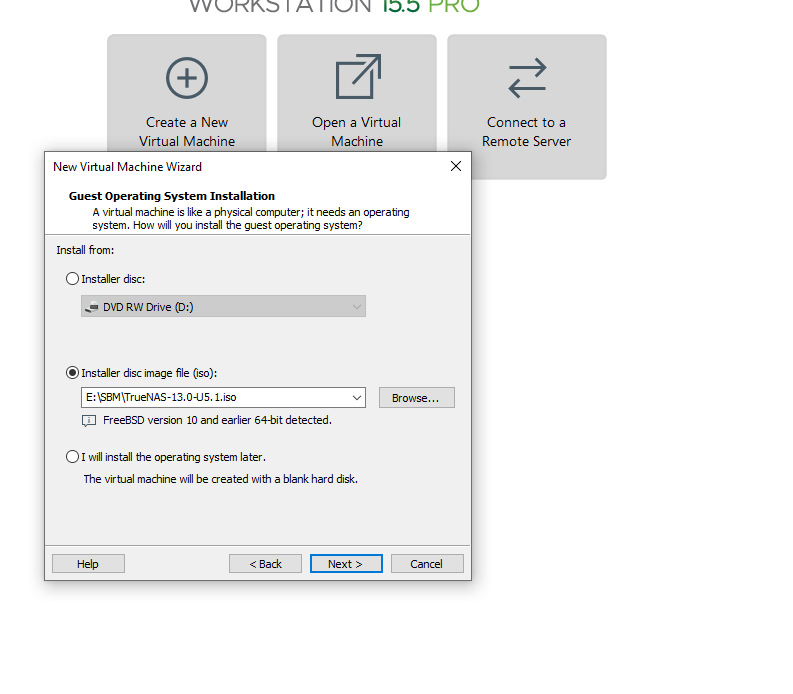 WORKSTATION 15.5 PRO
Create a New
Virtual Machine
Open a Virtual
Machine
Connect to a
Remote Server
New Virtual Machine Wizard
Guest Operating System Installation
A virtual machine is like a physical computer; it needs an operating
system. How will you install the guest operating system?
Install from:
Installer disc:
DVD RW Drive (D:)
Installer disc image file (iso):
E:\SBM\TrueNAS-13.0-U5.1.iso
Browse...
FreeBSD version 10 and earlier 64-bit detected.
I will install the operating system later.
The virtual machine will be created with a blank hard disk.
Help
< Back
Next >
Cancel